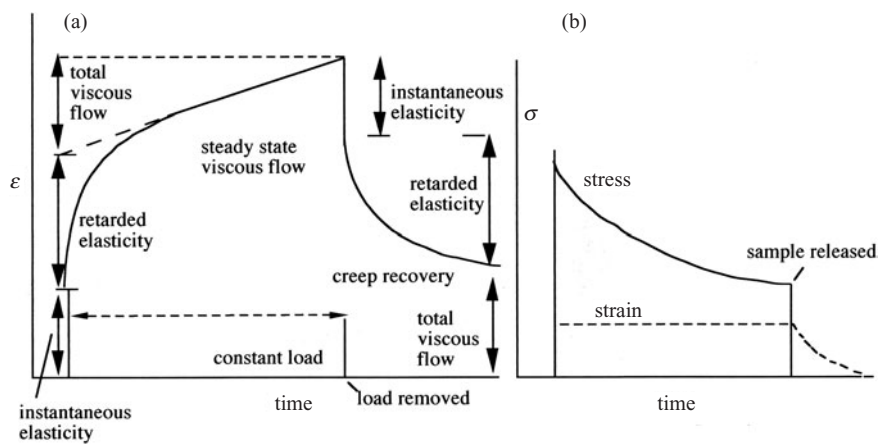 (a)
total
viscous
flow
instantaneous
elasticity
steady state
viscous flow
ε
retarded
elasticity
retarded
elasticity
creep recovery
constant load
total
viscous
flow
time
load removed
instantaneous
elasticity
(b)
σ
stress
sample released
strain
time